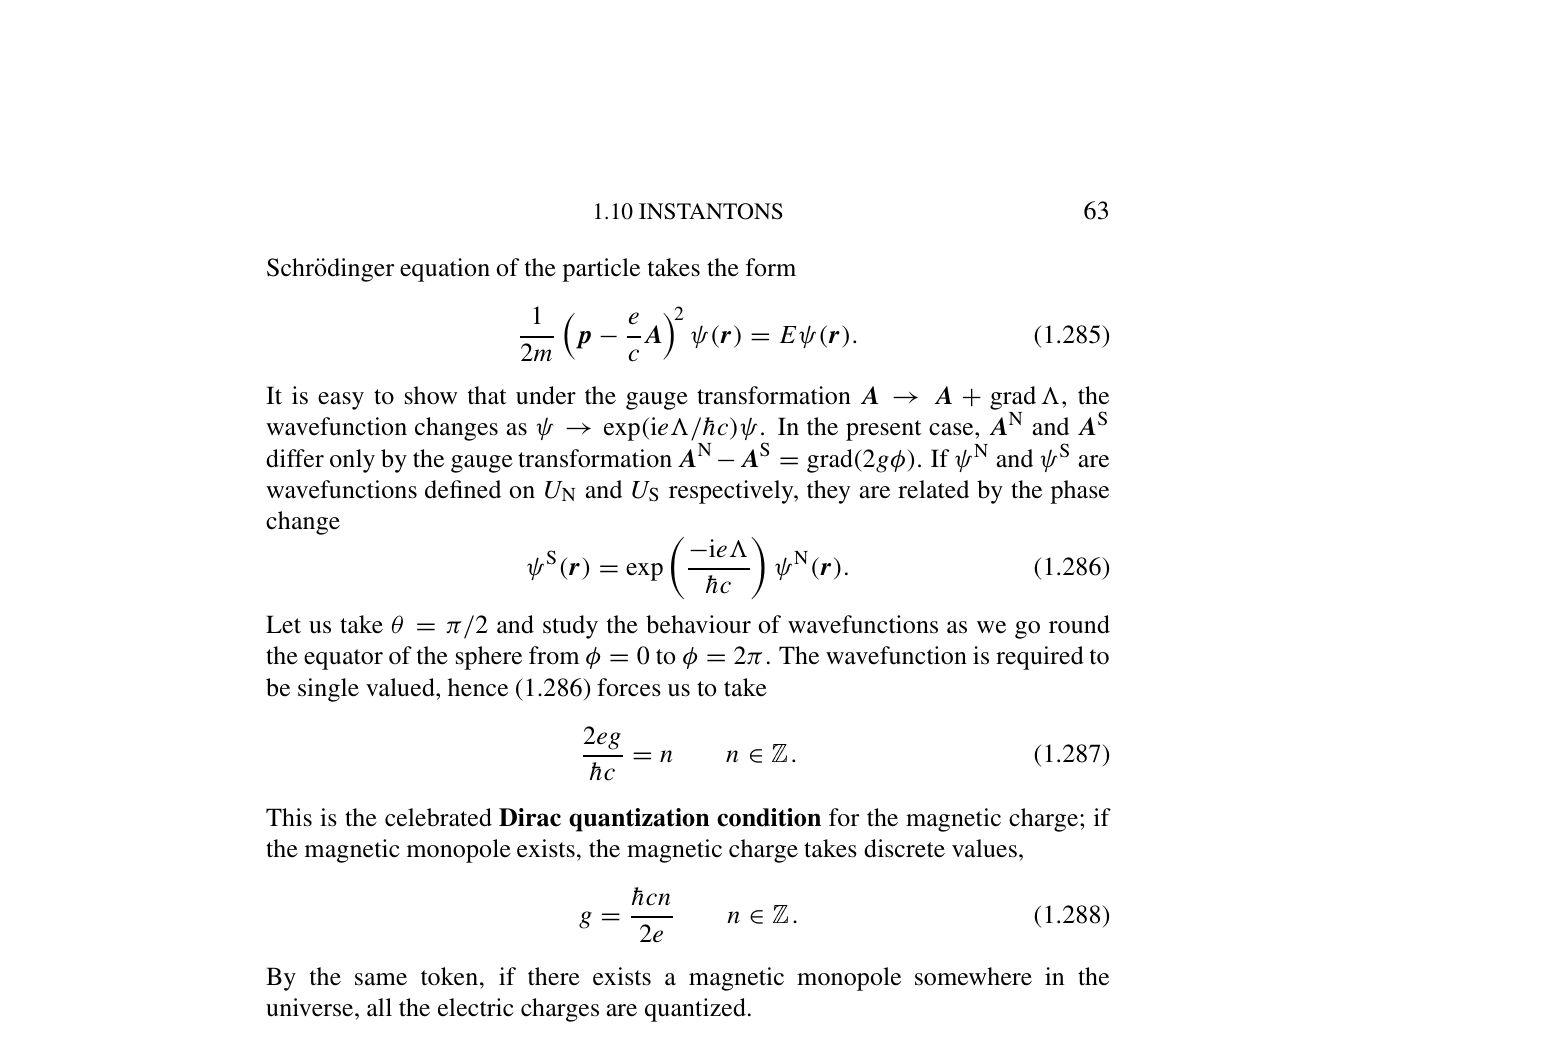 1.10 INSTANTONS 63
Schrödinger equation of the particle takes the form
1/2m (p − e/c A)² ψ(r) = Eψ(r). (1.285)
It is easy to show that under the gauge transformation A → A + grad Λ, the
wavefunction changes as ψ → exp(ieΛ/ℏc)ψ. In the present case, Aᴺ and Aˢ
differ only by the gauge transformation Aᴺ − Aˢ = grad(2gϕ). If ψᴺ and ψˢ are
wavefunctions defined on U_N and U_S respectively, they are related by the phase
change
ψˢ(r) = exp(−ieΛ/ℏc) ψᴺ(r). (1.286)
Let us take θ = π/2 and study the behaviour of wavefunctions as we go round
the equator of the sphere from ϕ = 0 to ϕ = 2π. The wavefunction is required to
be single valued, hence (1.286) forces us to take
2eg/ℏc = n n ∈ ℤ. (1.287)
This is the celebrated Dirac quantization condition for the magnetic charge; if
the magnetic monopole exists, the magnetic charge takes discrete values,
g = ℏcn/2e n ∈ ℤ. (1.288)
By the same token, if there exists a magnetic monopole somewhere in the
universe, all the electric charges are quantized.